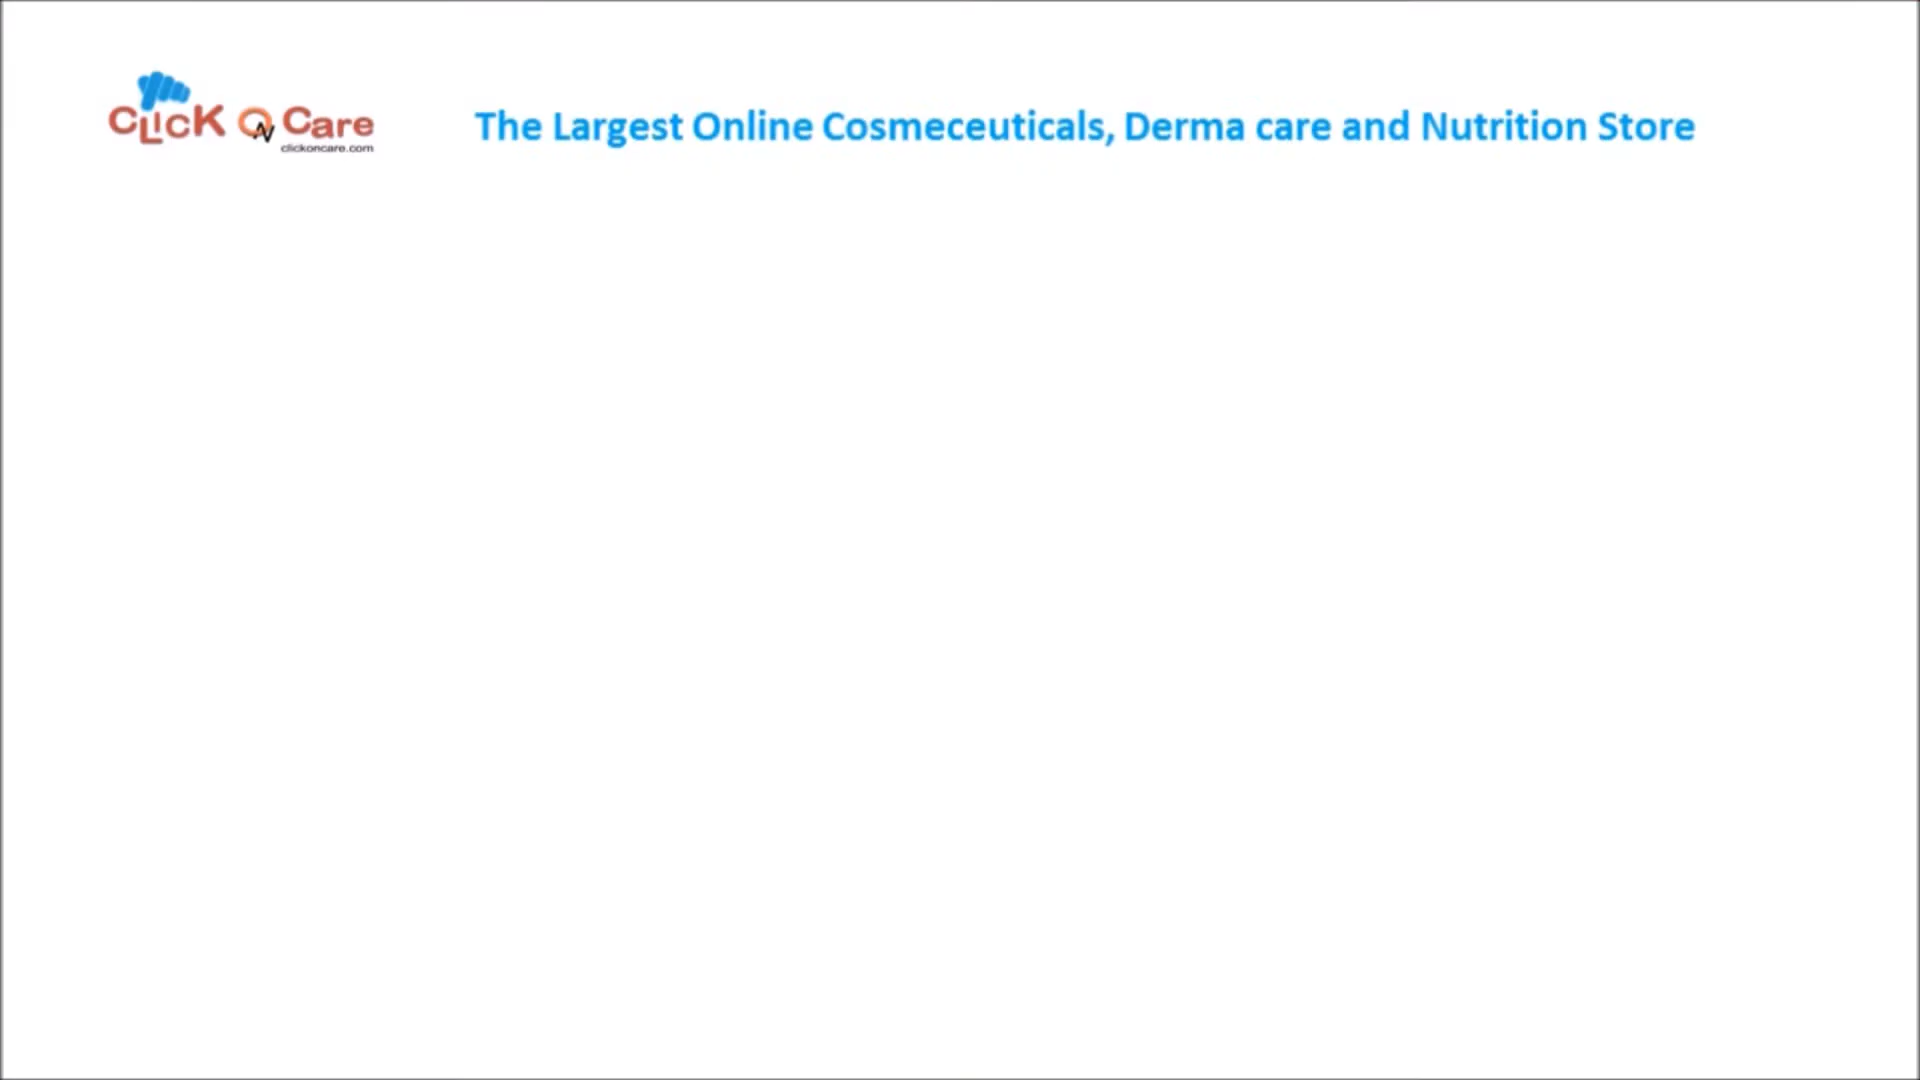 CLicK ON Care
clickoncare.com
The Largest Online Cosmeceuticals, Derma care and Nutrition Store